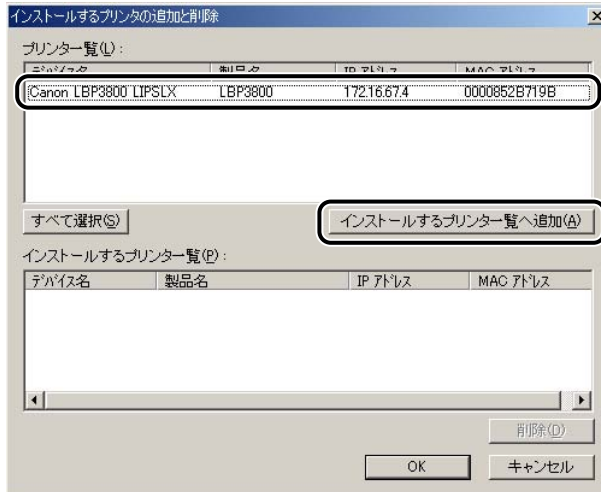 インストールするプリンタの追加と削除
プリンター覧(L):
デバイス名 製品名 IP アドレス MAC アドレス
Canon LBP3800 LIPSLX LBP3800 172.16.67.4 0000852B719B
すべて選択(S) インストールするプリンター覧へ追加(A)
インストールするプリンター覧(P):
デバイス名 製品名 IP アドレス MAC アドレス
削除(D)
OK キャンセル